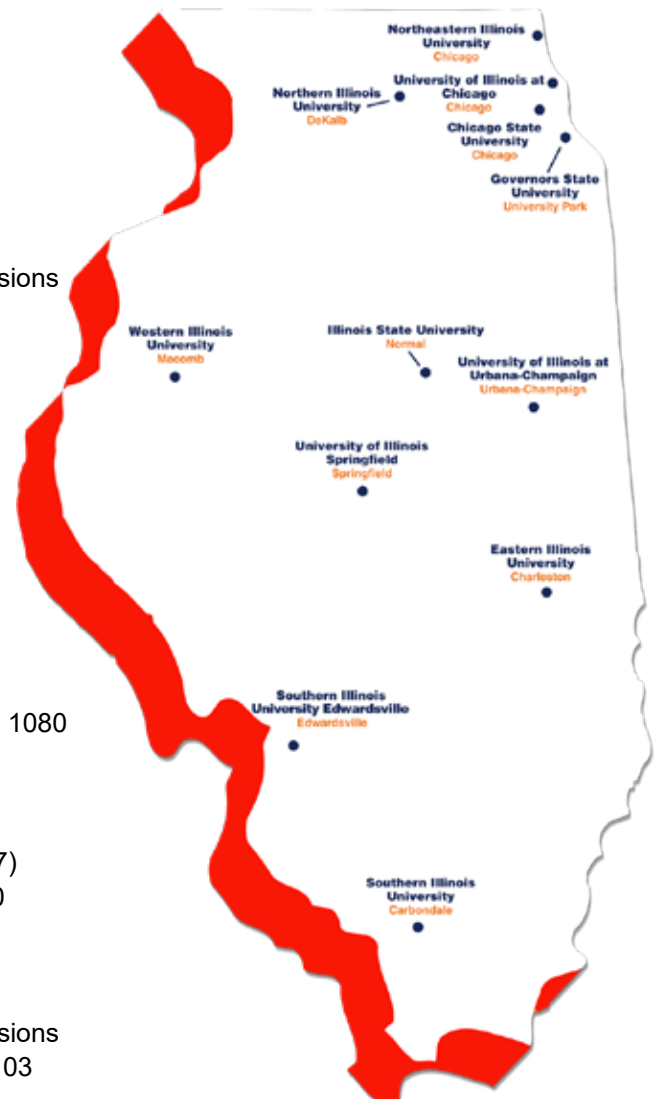 Northeastern Illinois
University
Chicago
University of Illinois at
Chicago
Chicago
Northern Illinois
University
DeKalb
Chicago State
University
Chicago
Governors State
University
University Park
sions
Western Illinois
University
Macomb
Illinois State University
Normal
University of Illinois at
Urbana-Champaign
Urbana-Champaign
University of Illinois
Springfield
Springfield
Eastern Illinois
University
Charleston
Southern Illinois
University Edwardsville
Edwardsville
1080
7)
0
Southern Illinois
University
Carbondale
sions
03